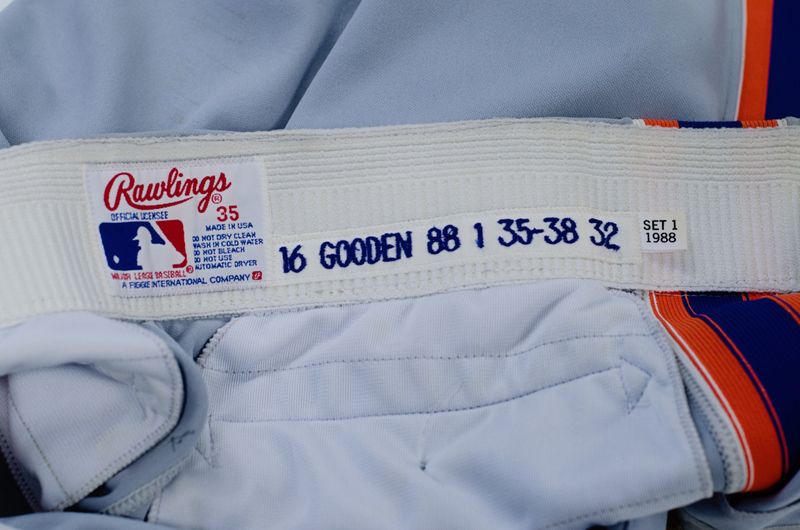 Rawlings®
OFFICIAL LICENSEE
35
MADE IN USA
DO NOT DRY CLEAN
WASH IN COLD WATER
DO NOT BLEACH
DO NOT USE
AUTOMATIC DRYER
MAJOR LEAGUE BASEBALL®
A FIGGIE INTERNATIONAL COMPANY
16 GOODEN 88 1 35-38 32
SET 1
1988